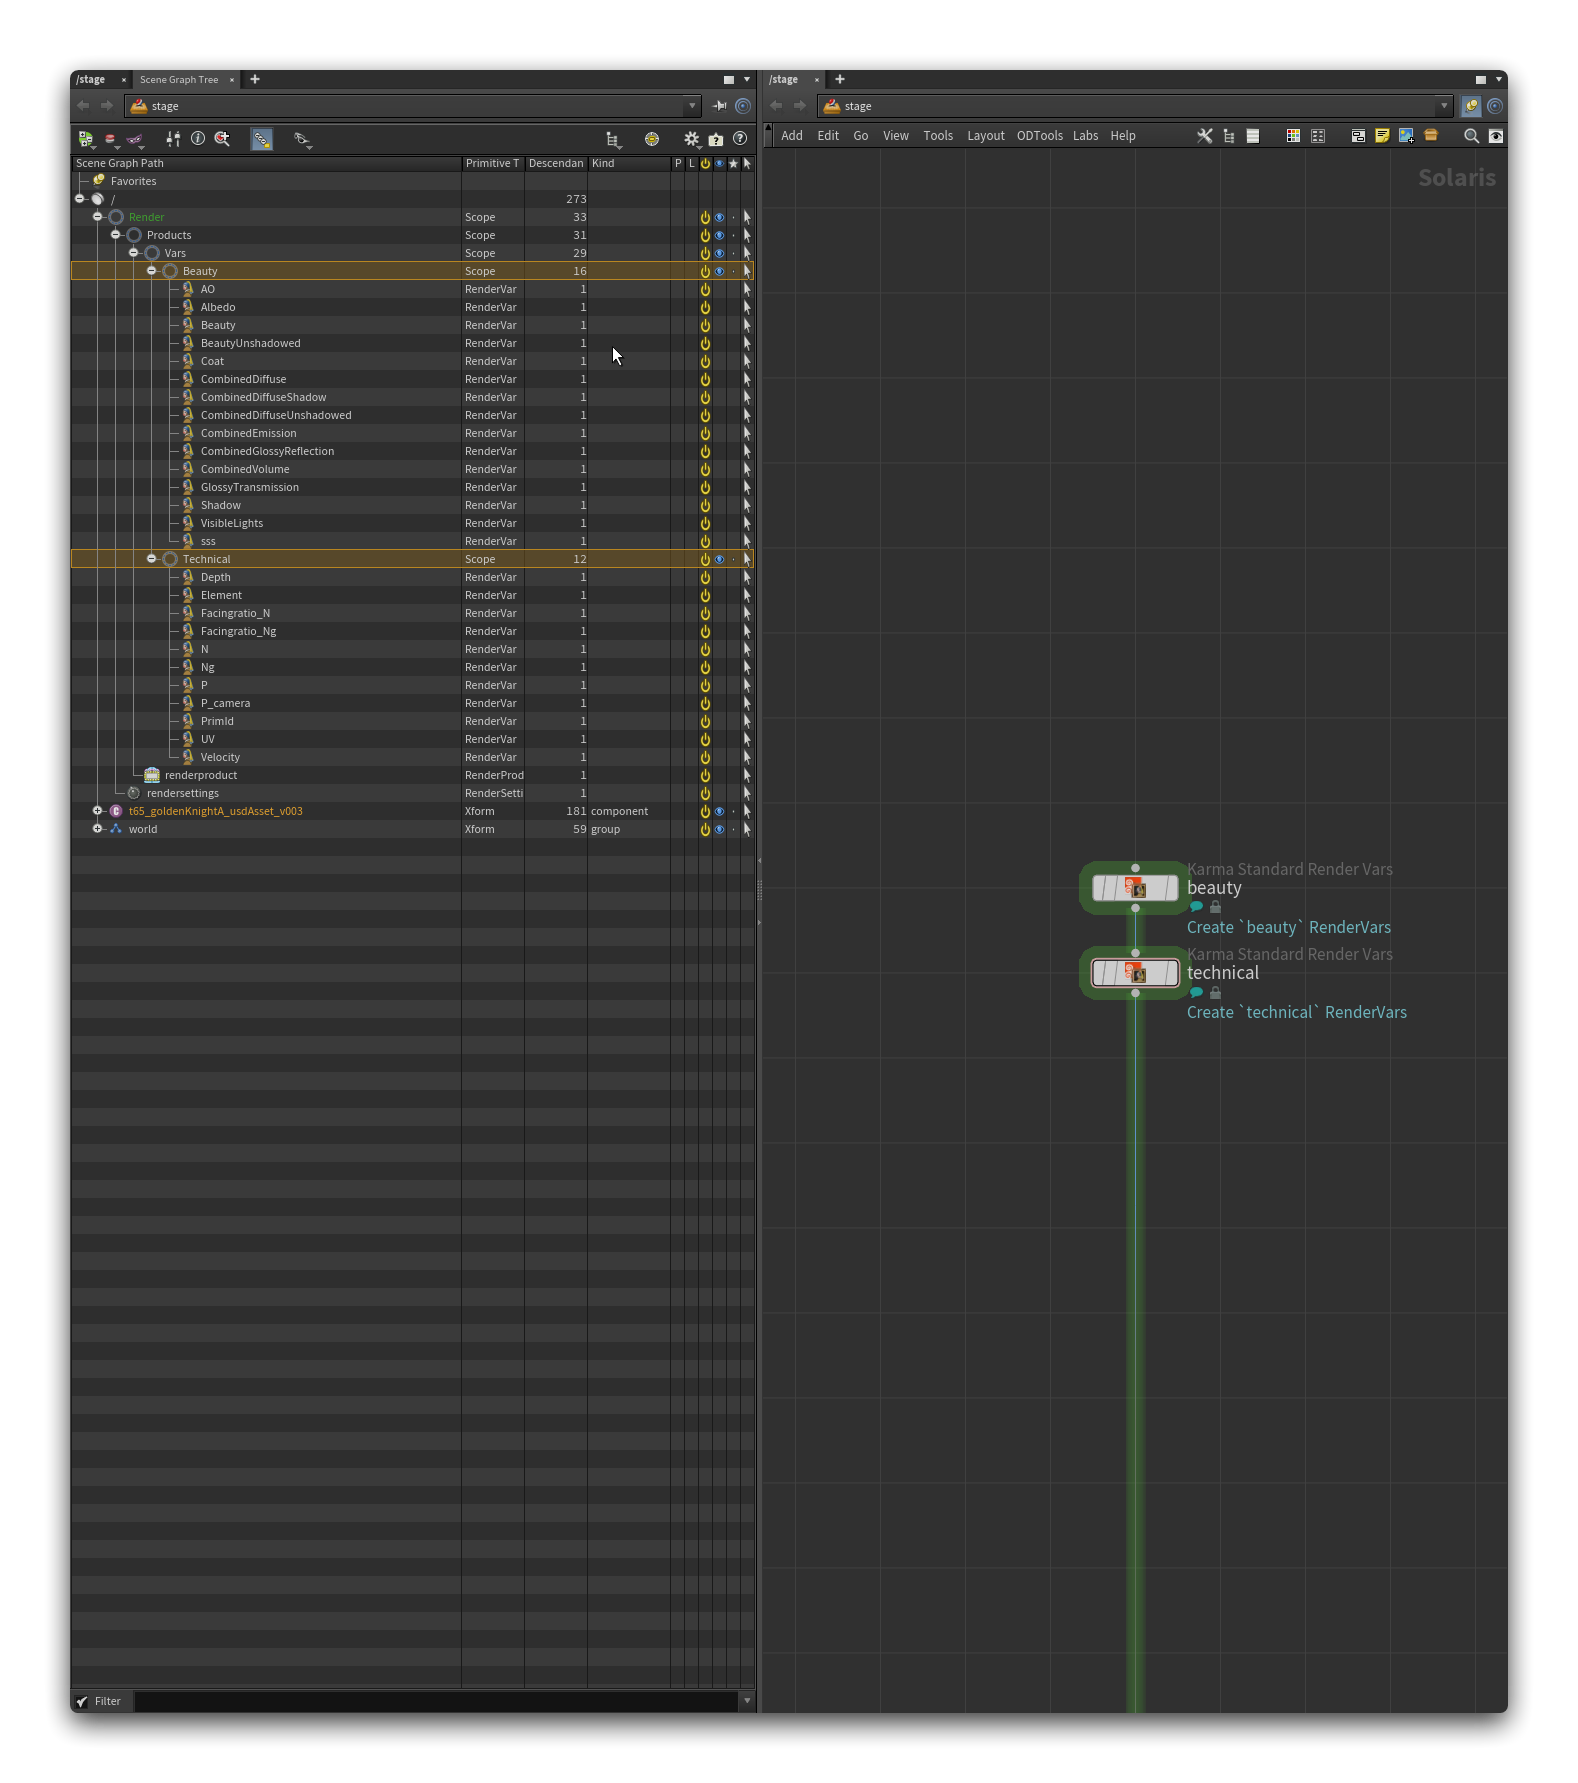 /stage
Scene Graph Tree
stage
Scene Graph Path Primitive T Descendan Kind P L
Favorites
/ 273
Render Scope 33
Products Scope 31
Vars Scope 29
Beauty Scope 16
AO RenderVar 1
Albedo RenderVar 1
Beauty RenderVar 1
BeautyUnshadowed RenderVar 1
Coat RenderVar 1
CombinedDiffuse RenderVar 1
CombinedDiffuseShadow RenderVar 1
CombinedDiffuseUnshadowed RenderVar 1
CombinedEmission RenderVar 1
CombinedGlossyReflection RenderVar 1
CombinedVolume RenderVar 1
GlossyTransmission RenderVar 1
Shadow RenderVar 1
VisibleLights RenderVar 1
sss RenderVar 1
Technical Scope 12
Depth RenderVar 1
Element RenderVar 1
Facingratio_N RenderVar 1
Facingratio_Ng RenderVar 1
N RenderVar 1
Ng RenderVar 1
P RenderVar 1
P_camera RenderVar 1
PrimId RenderVar 1
UV RenderVar 1
Velocity RenderVar 1
renderproduct RenderProd 1
rendersettings RenderSetti 1
t65_goldenKnightA_usdAsset_v003 Xform 181 component
world Xform 59 group
Filter
/stage
stage
Add Edit Go View Tools Layout ODTools Labs Help
Solaris
Karma Standard Render Vars
beauty
Create `beauty` RenderVars
Karma Standard Render Vars
technical
Create `technical` RenderVars